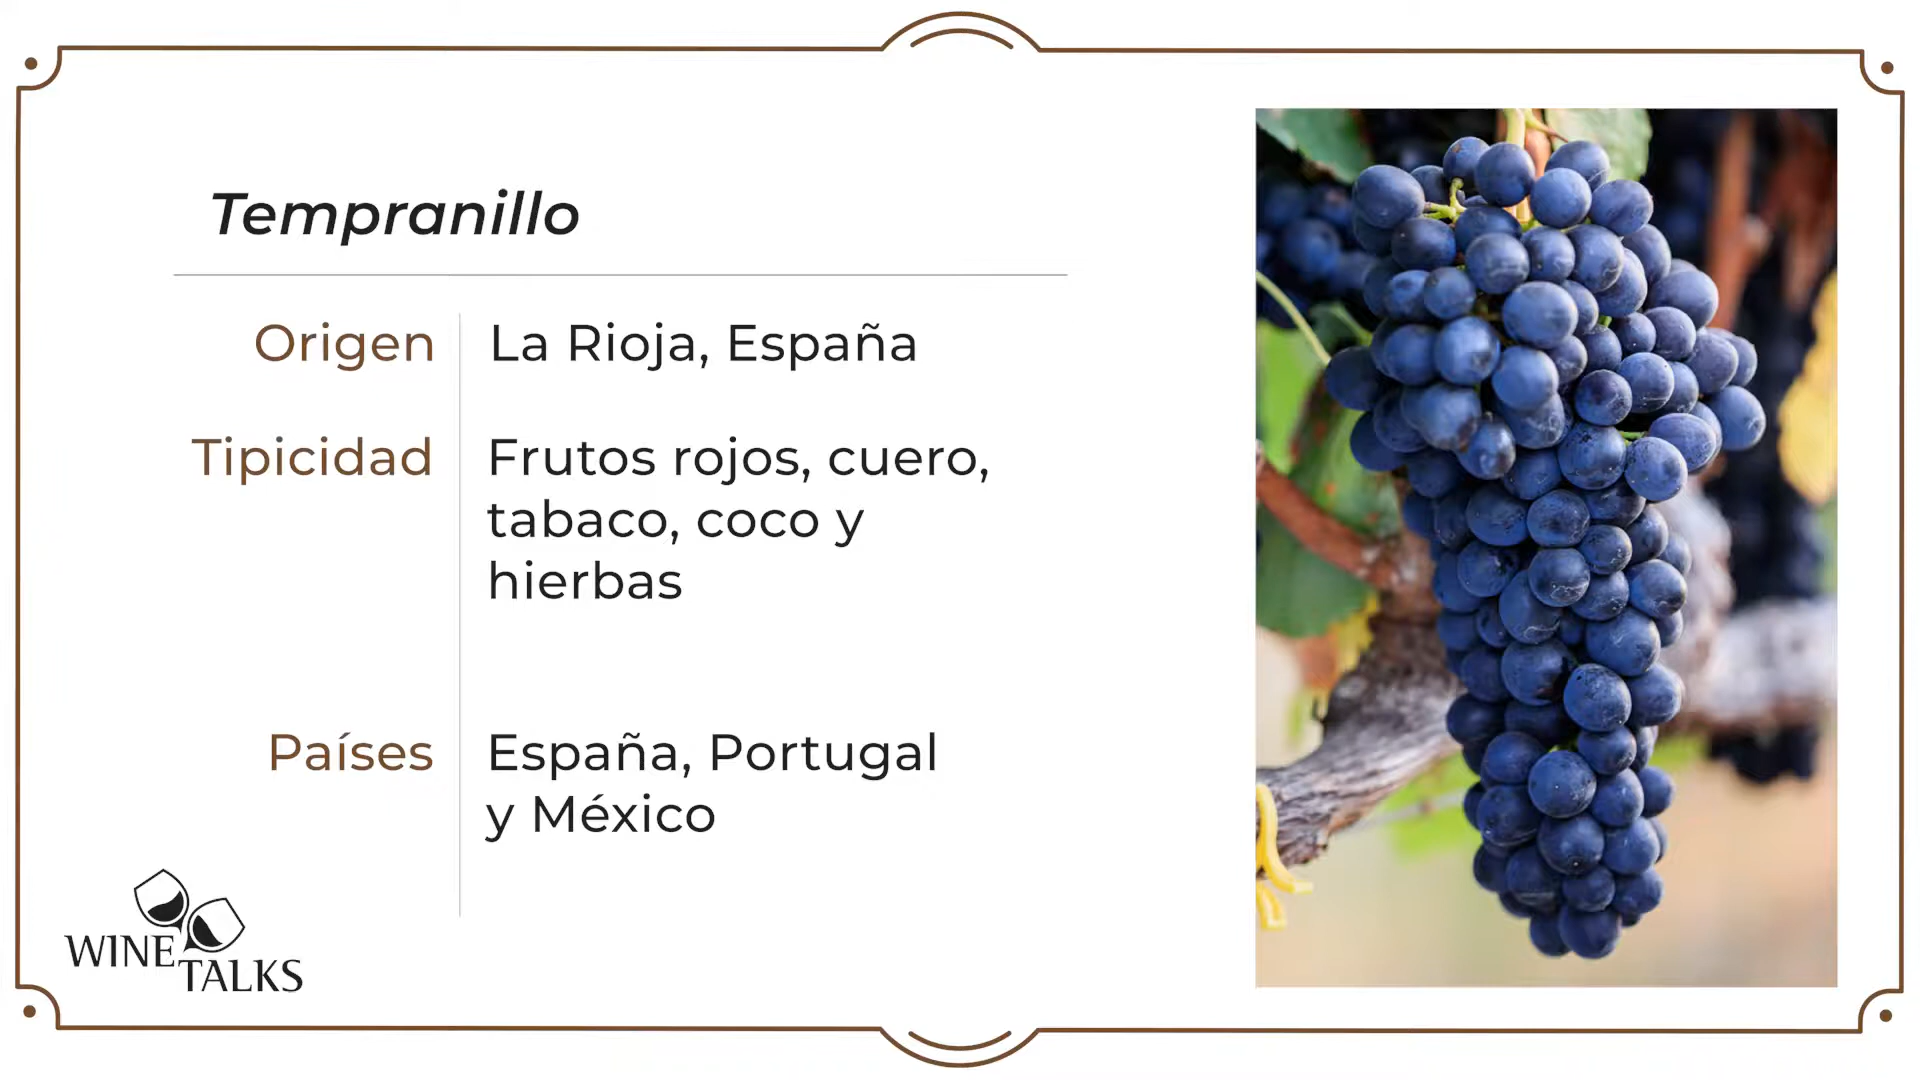 Tempranillo
Origen
La Rioja, España
Tipicidad
Frutos rojos, cuero,
tabaco, coco y
hierbas
Países
España, Portugal
y México
WINE
TALKS